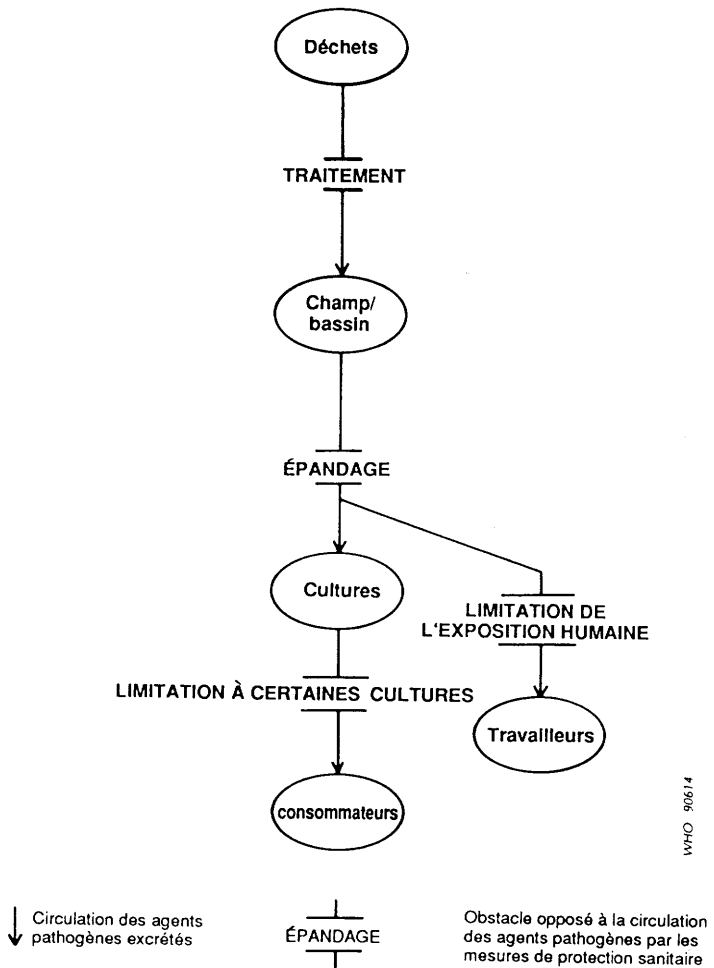 Déchets
TRAITEMENT
Champ/
bassin
ÉPANDAGE
Cultures
LIMITATION DE
L'EXPOSITION HUMAINE
LIMITATION À CERTAINES CULTURES
Travailleurs
consommateurs
WHO 90614
Circulation des agents
pathogènes excrétés
ÉPANDAGE
Obstacle opposé à la circulation
des agents pathogènes par les
mesures de protection sanitaire